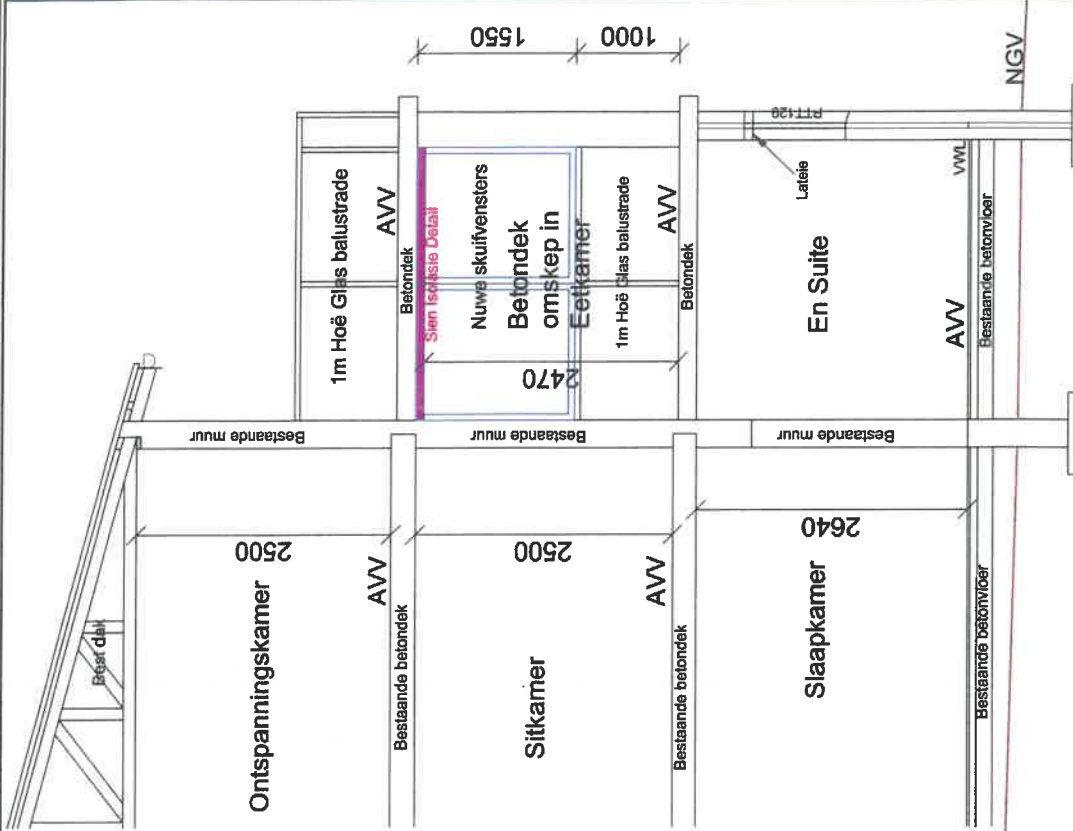 Best dak
Ontspanningskamer
2500
AVV
Bestaande betondek
Sitkamer
2500
AVV
Bestaande betondek
Slaapkamer
2640
Bestaande betonvloer
Bestaande muur
Bestaande muur
Bestaande muur
1m Hoë Glas balustrade
AVV
Betondek
Sien Isolasie Detail
Nuwe skuifvensters
Betondek
omskep in
Eetkamer
2470
1m Hoë Glas balustrade
AVV
Betondek
En Suite
Lateie
AVV
VWL
Bestaande betonvloer
1550
1000
NGV